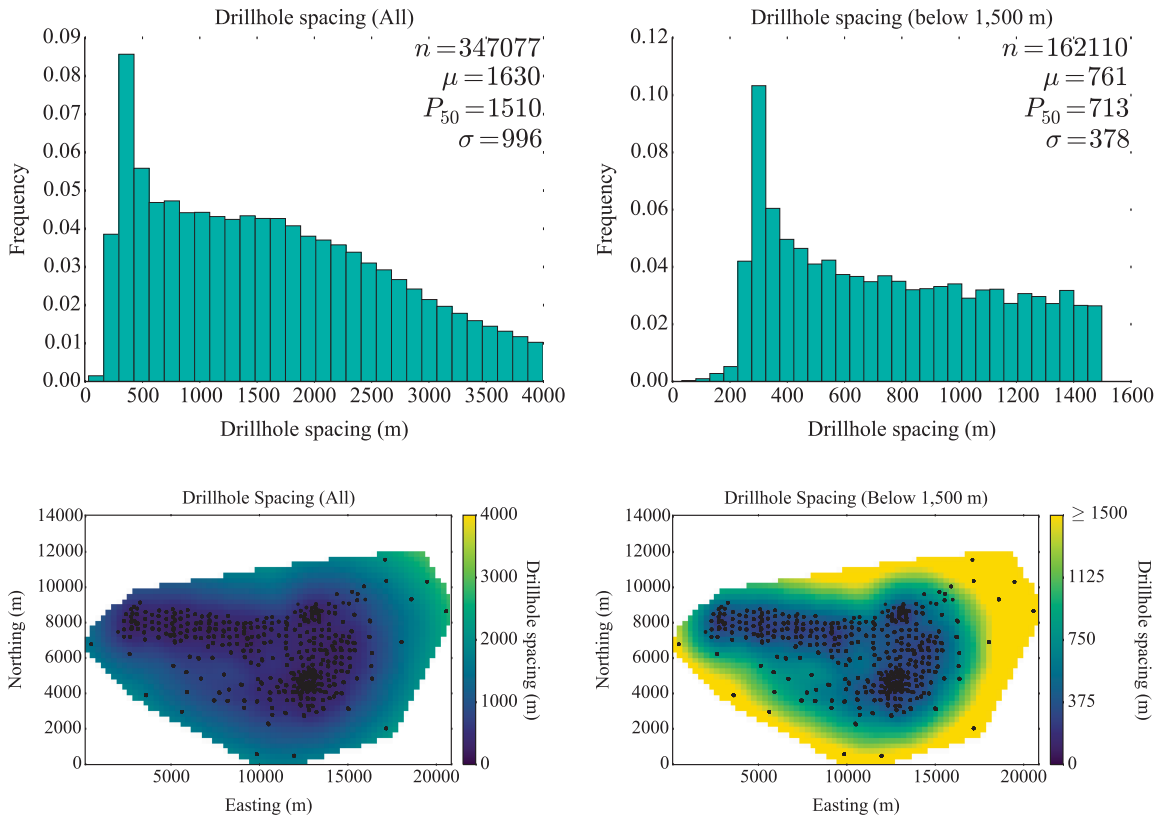 Drillhole spacing (All)
n=347077
μ=1630
P50=1510
σ=996
0.09
0.08
0.07
0.06
0.05
0.04
0.03
0.02
0.01
0.00
Frequency
0 500 1000 1500 2000 2500 3000 3500 4000
Drillhole spacing (m)
Drillhole spacing (below 1,500 m)
n=162110
μ=761
P50=713
σ=378
0.12
0.10
0.08
0.06
0.04
0.02
0.00
Frequency
0 200 400 600 800 1000 1200 1400 1600
Drillhole spacing (m)
Drillhole Spacing (All)
14000
12000
10000
8000
6000
4000
2000
0
Northing (m)
5000 10000 15000 20000
Easting (m)
4000
3000
2000
1000
0
Drillhole spacing (m)
Drillhole Spacing (Below 1,500 m)
14000
12000
10000
8000
6000
4000
2000
0
Northing (m)
5000 10000 15000 20000
Easting (m)
≥ 1500
1125
750
375
0
Drillhole spacing (m)